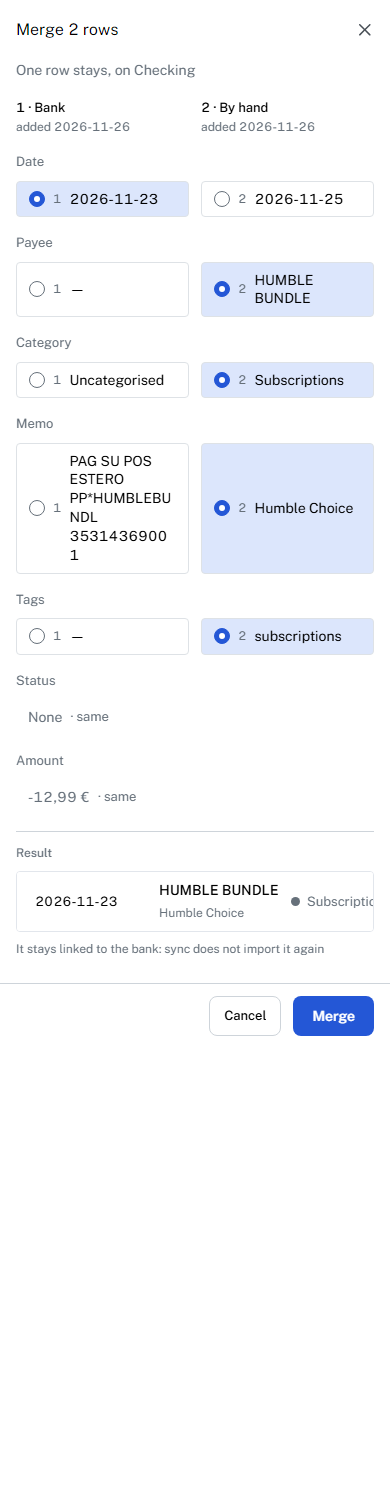 Merge 2 rows
One row stays, on Checking
1 · Bank
added 2026-11-26
2 · By hand
added 2026-11-26
Date
1 2026-11-23
2 2026-11-25
Payee
1 —
2 HUMBLE
BUNDLE
Category
1 Uncategorised
2 Subscriptions
Memo
1 PAG SU POS
ESTERO
PP*HUMBLEBU
NDL
3531436900
1
2 Humble Choice
Tags
1 —
2 subscriptions
Status
None · same
Amount
-12,99 € · same
Result
2026-11-23
HUMBLE BUNDLE
Humble Choice
Subscriptio
It stays linked to the bank: sync does not import it again
Cancel
Merge